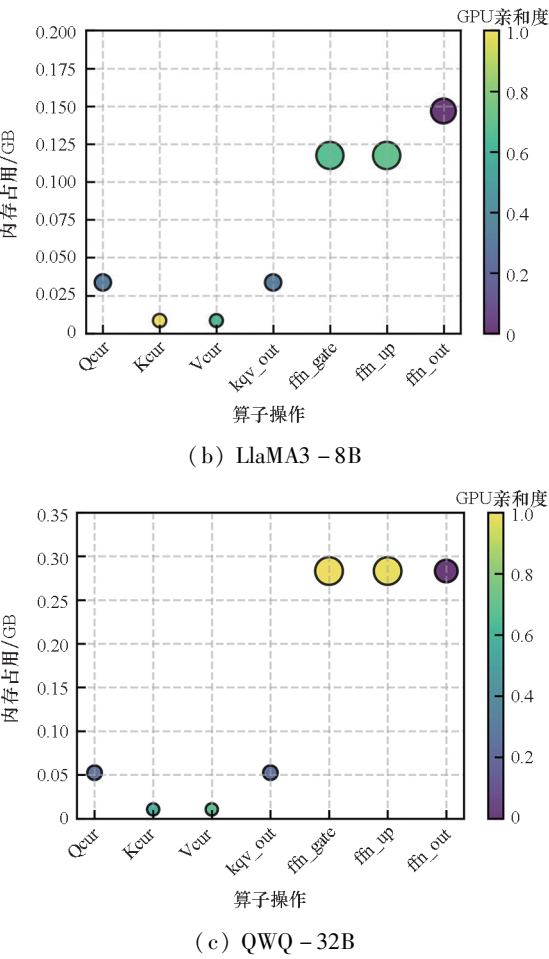 GPU亲和度
0.200
0.175
0.150
0.125
0.100
0.075
0.050
0.025
0
内存占用/GB
1.0
0.8
0.6
0.4
0.2
0
Qcur
Kcur
Vcur
kqv_out
ffn_gate
ffn_up
ffn_out
算子操作
(b) LlaMA3-8B
GPU亲和度
0.35
0.30
0.25
0.20
0.15
0.10
0.05
0
内存占用/GB
1.0
0.8
0.6
0.4
0.2
0
Qcur
Kcur
Vcur
kqv_out
ffn_gate
ffn_up
ffn_out
算子操作
(c) QWQ-32B